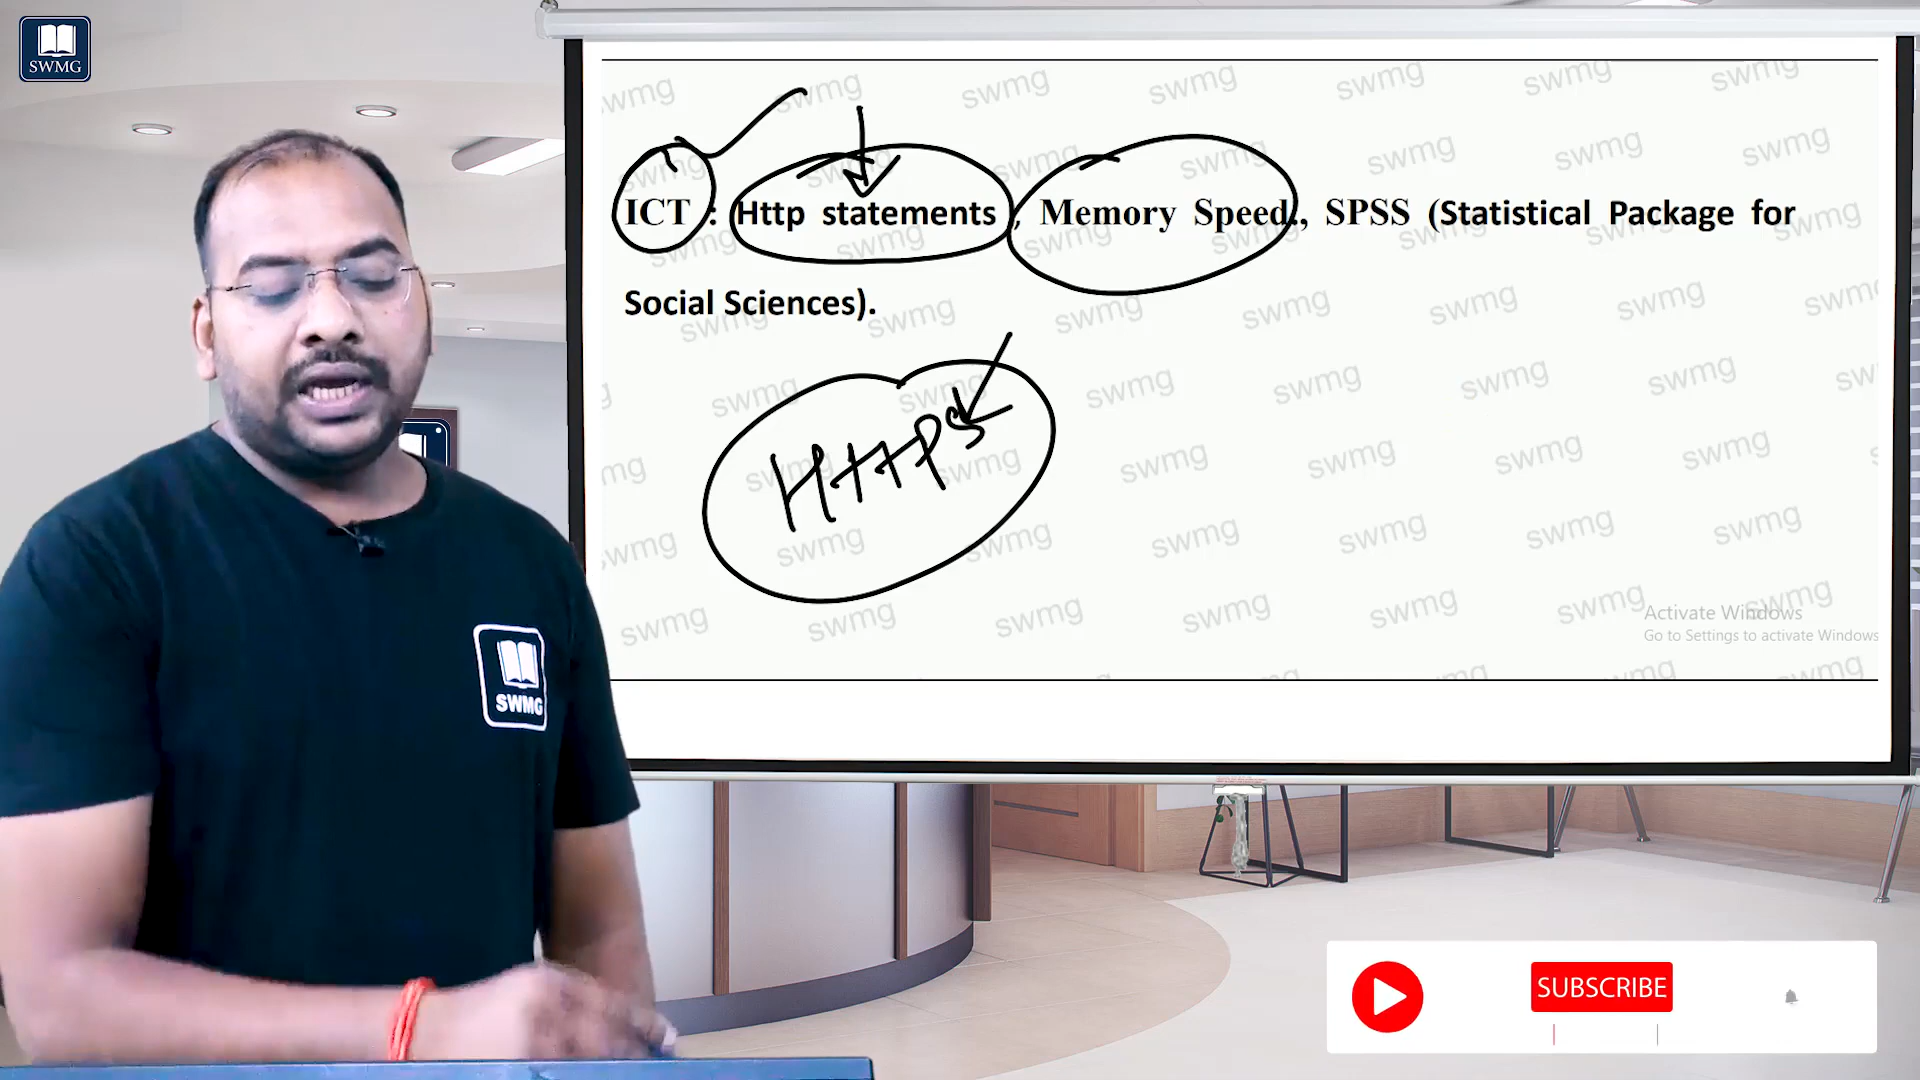 SWMG
ICT : Http statements , Memory Speed., SPSS (Statistical Package for
Social Sciences).
Https
Activate Windows
Go to Settings to activate Windows
SWMG
SUBSCRIBE
swmg